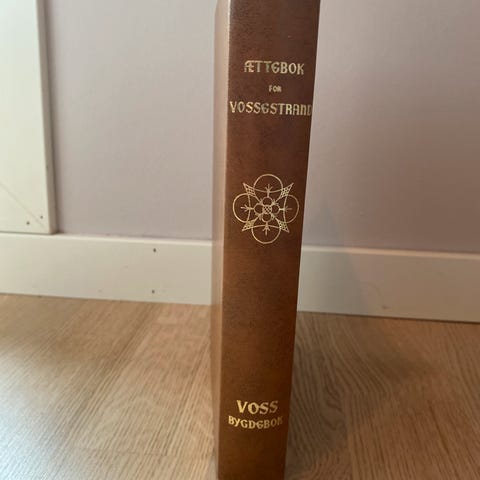 ÆTTEBOK
FOR
VOSSESTRAND
VOSS
BYGDEBOK